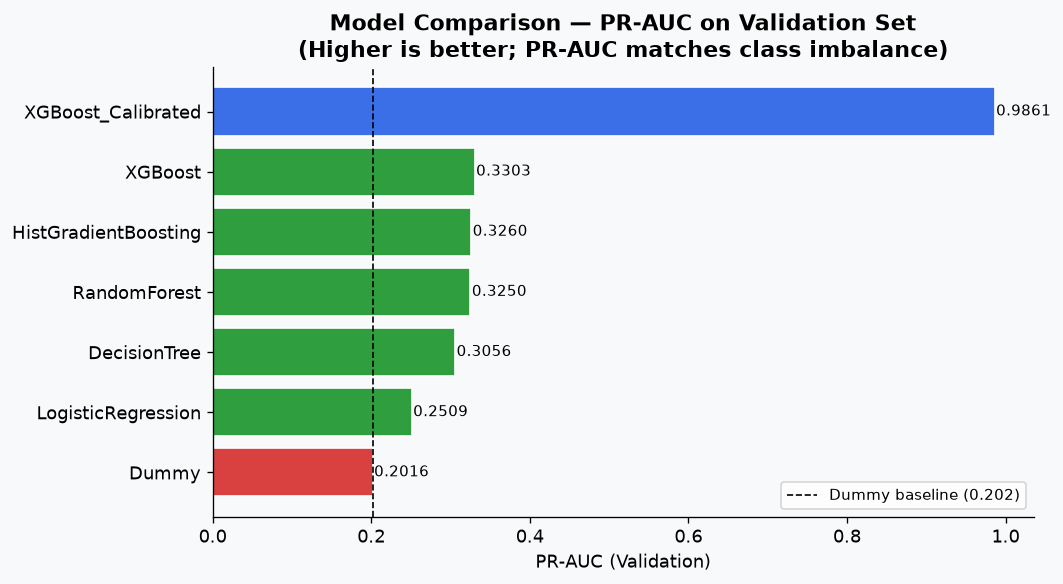 Model Comparison — PR-AUC on Validation Set
(Higher is better; PR-AUC matches class imbalance)
XGBoost_Calibrated
0.9861
XGBoost
0.3303
HistGradientBoosting
0.3260
RandomForest
0.3250
DecisionTree
0.3056
LogisticRegression
0.2509
Dummy
0.2016
Dummy baseline (0.202)
0.0 0.2 0.4 0.6 0.8 1.0
PR-AUC (Validation)